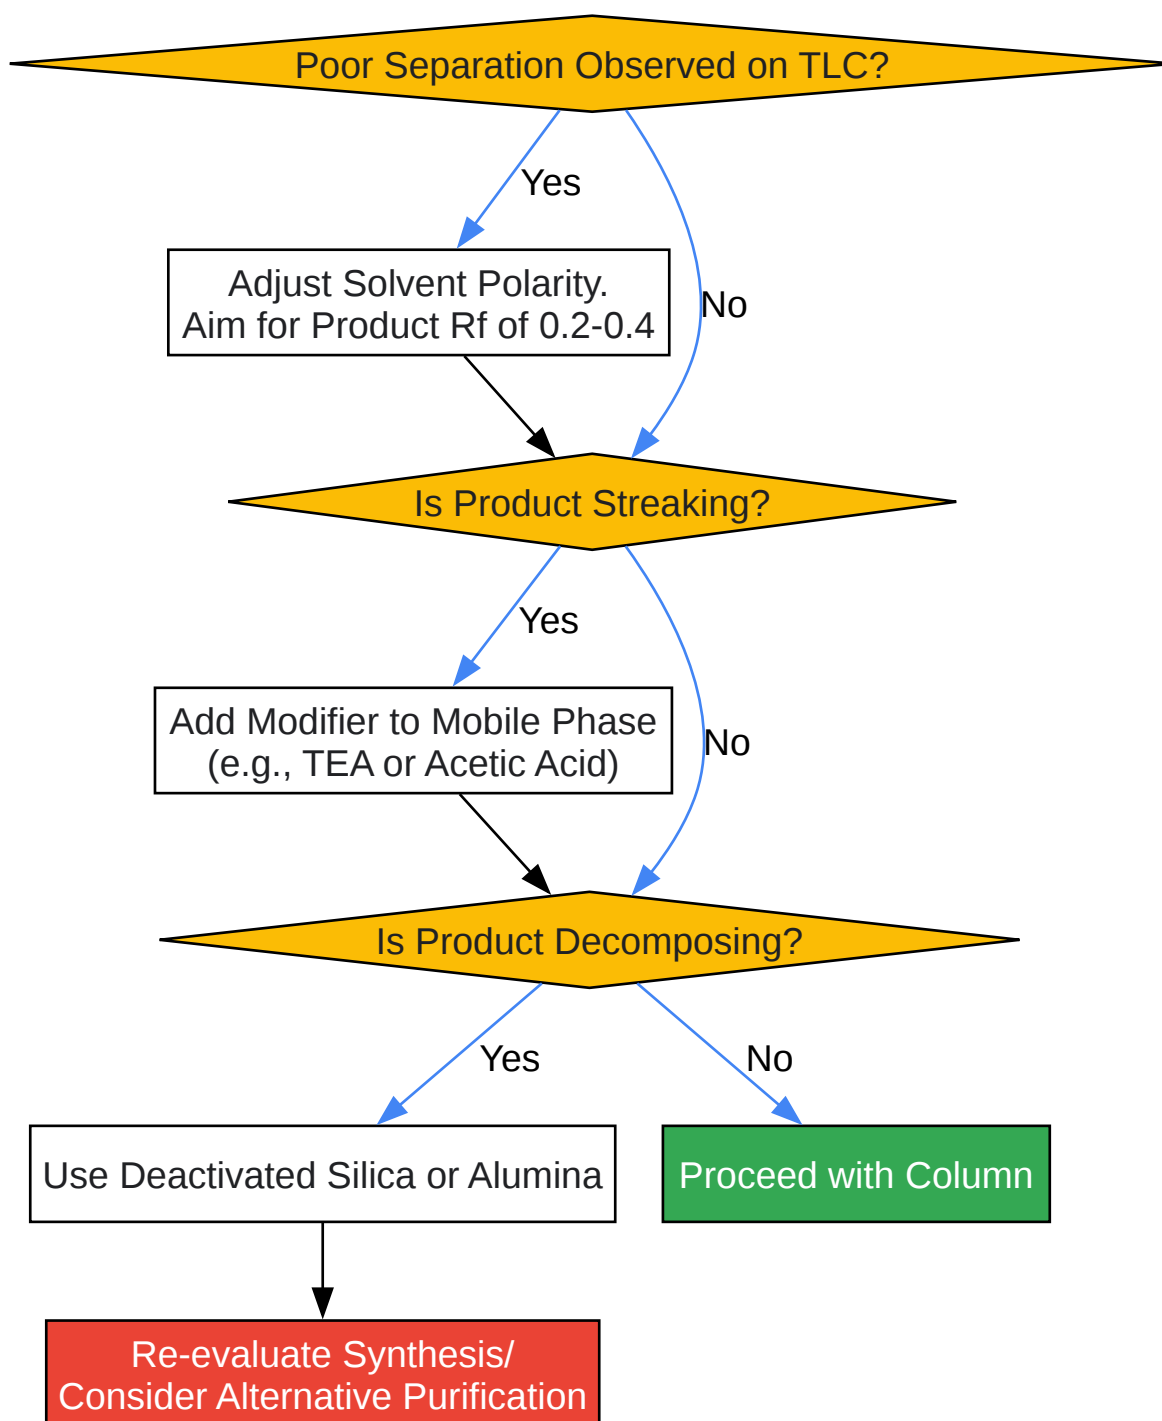 Poor Separation Observed on TLC?
Yes
Adjust Solvent Polarity.
Aim for Product Rf of 0.2-0.4
No
Is Product Streaking?
Yes
Add Modifier to Mobile Phase
(e.g., TEA or Acetic Acid)
No
Is Product Decomposing?
Yes
No
Use Deactivated Silica or Alumina
Proceed with Column
Re-evaluate Synthesis/
Consider Alternative Purification